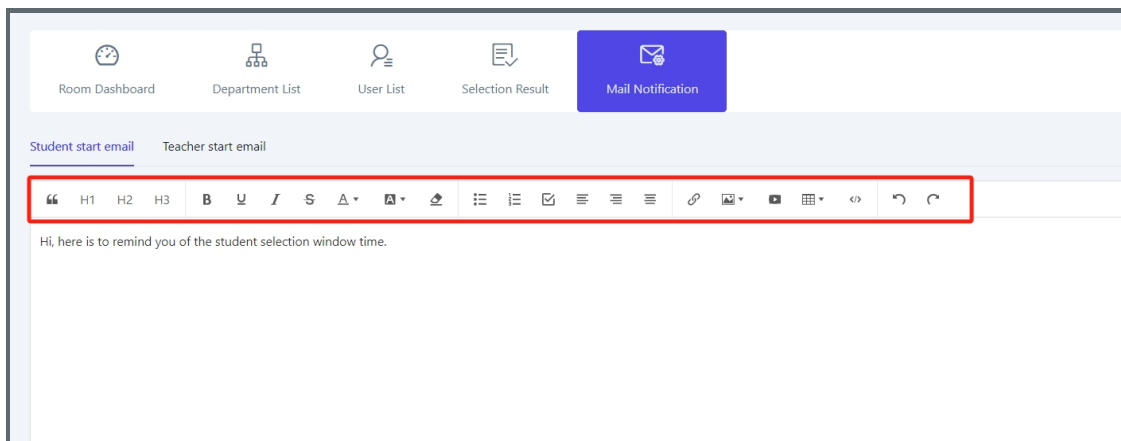 Room Dashboard Department List User List Selection Result Mail Notification
Student start email Teacher start email
H1 H2 H3 B U I S A A
Hi, here is to remind you of the student selection window time.